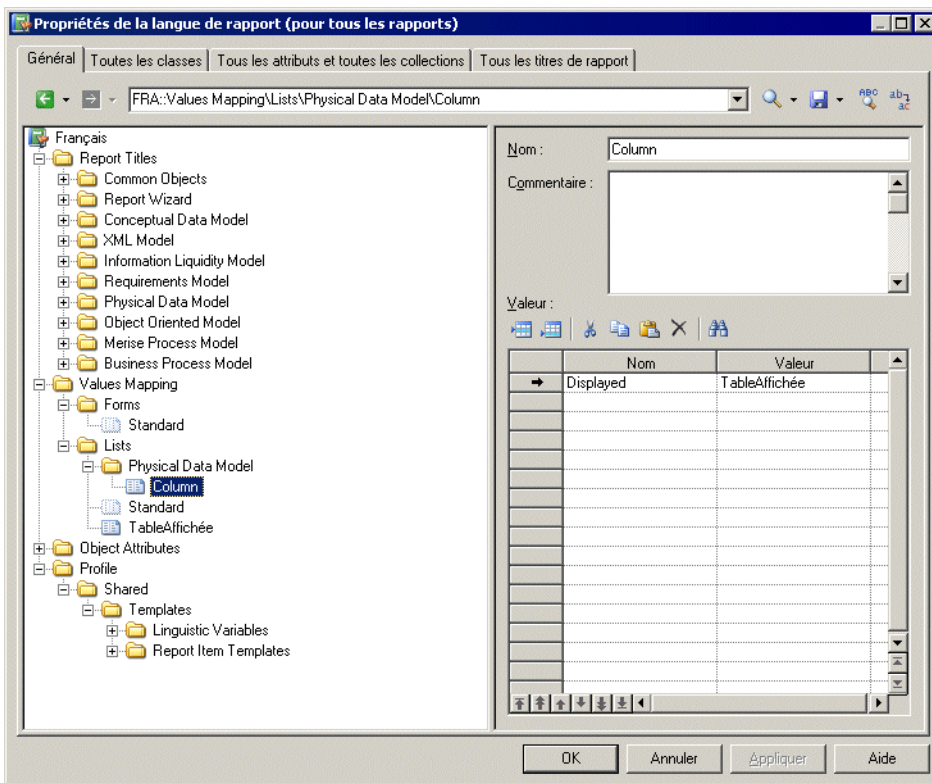 Propriétés de la langue de rapport (pour tous les rapports)
Général Toutes les classes Tous les attributs et toutes les collections Tous les titres de rapport
FRA::Values Mapping\Lists\Physical Data Model\Column
Français
Report Titles
Common Objects
Report Wizard
Conceptual Data Model
XML Model
Information Liquidity Model
Requirements Model
Physical Data Model
Object Oriented Model
Merise Process Model
Business Process Model
Values Mapping
Forms
Standard
Lists
Physical Data Model
Column
Standard
TableAffichée
Object Attributes
Profile
Shared
Templates
Linguistic Variables
Report Item Templates
Nom : Column
Commentaire :
Valeur :
Nom Valeur
Displayed TableAffichée
OK Annuler Appliquer Aide